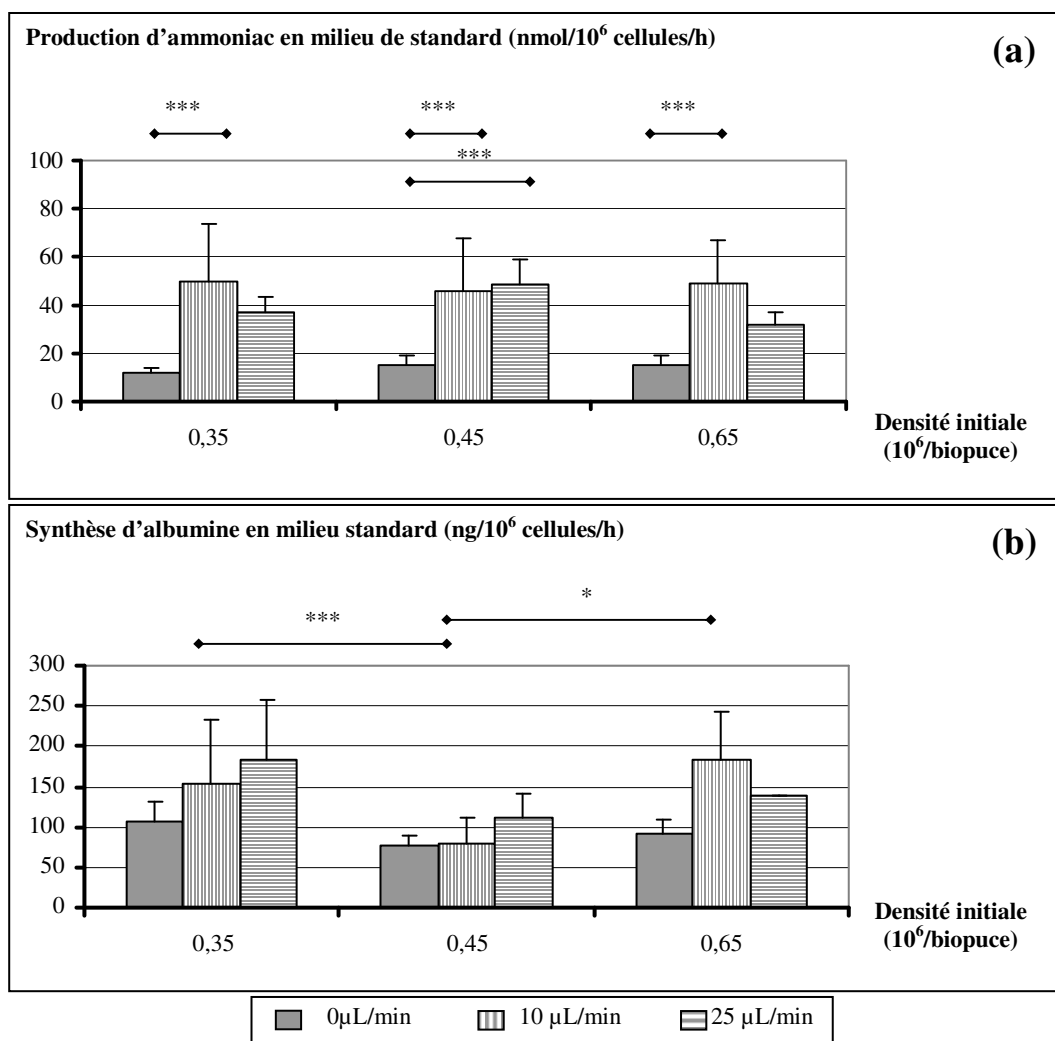 Production d'ammoniac en milieu de standard (nmol/10⁶ cellules/h)
(a)
*** *** ***
***
100
80
60
40
20
0
0,35 0,45 0,65
Densité initiale
(10⁶/biopuce)
Synthèse d'albumine en milieu standard (ng/10⁶ cellules/h)
(b)
*
***
300
250
200
150
100
50
0
0,35 0,45 0,65
Densité initiale
(10⁶/biopuce)
0µL/min 10 µL/min 25 µL/min